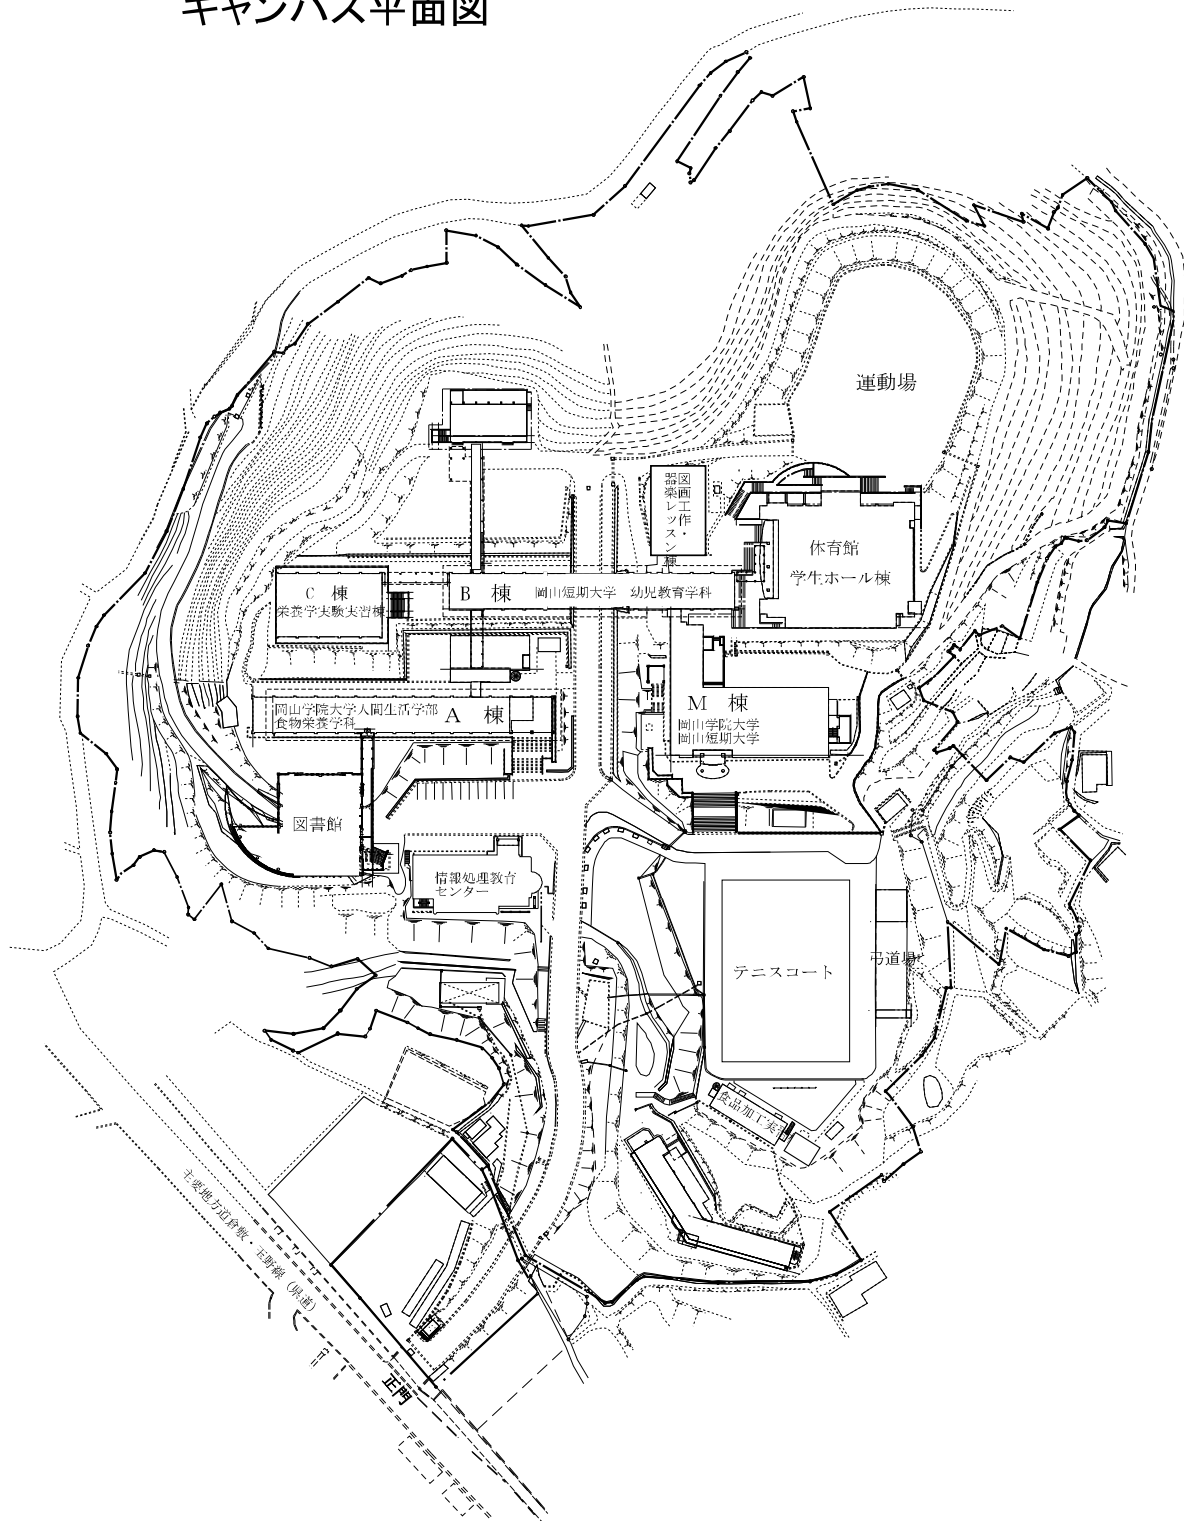 キャンパス平面図
運動場
図画工作・
器楽レッスン棟
体育館
学生ホール棟
C 棟
栄養学実験実習棟
B 棟
岡山短期大学 幼児教育学科
岡山学院大学人間生活学部
食物栄養学科
A 棟
M 棟
岡山学院大学
岡山短期大学
図書館
情報処理教育
センター
テニスコート
弓道場
食品加工実
主要地方道倉敷 玉野線 (県道)
正門